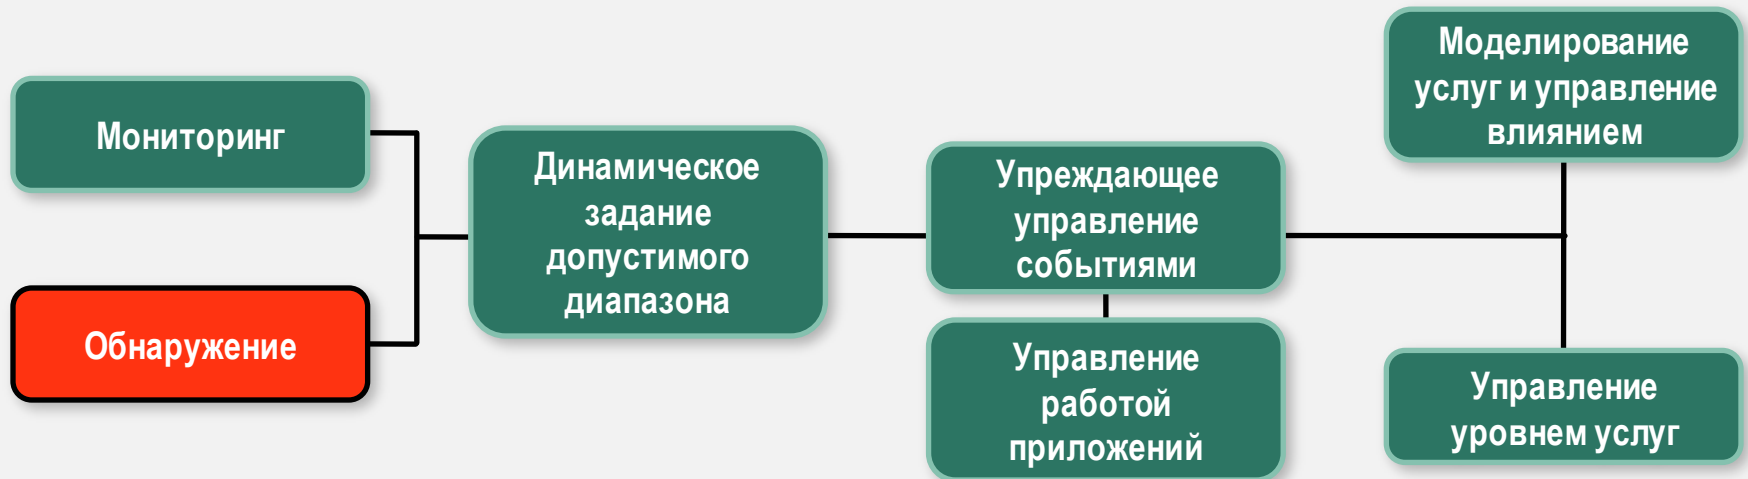 Мониторинг
Обнаружение
Динамическое
задание
допустимого
диапазона
Упреждающее
управление
событиями
Управление
работой
приложений
Моделирование
услуг и управление
влиянием
Управление
уровнем услуг